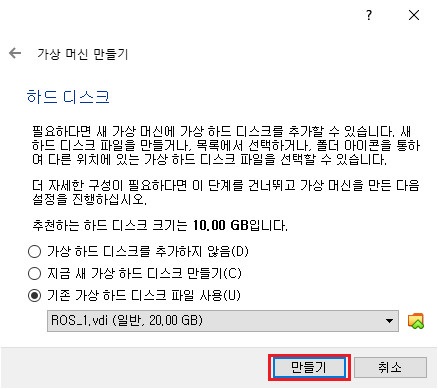 ?
가상 머신 만들기
하드 디스크
필요하다면 새 가상 머신에 가상 하드 디스크를 추가할 수 있습니다. 새
하드 디스크 파일을 만들거나, 목록에서 선택하거나, 폴더 아이콘을 통하
여 다른 위치에 있는 가상 하드 디스크 파일을 선택할 수 있습니다.
더 자세한 구성이 필요하다면 이 단계를 건너뛰고 가상 머신을 만든 다음
설정을 진행하십시오.
추천하는 하드 디스크 크기는 10.00 GB입니다.
가상 하드 디스크를 추가하지 않음(D)
지금 새 가상 하드 디스크 만들기(C)
기존 가상 하드 디스크 파일 사용(U)
ROS_1.vdi (일반, 20.00 GB)
만들기
취소